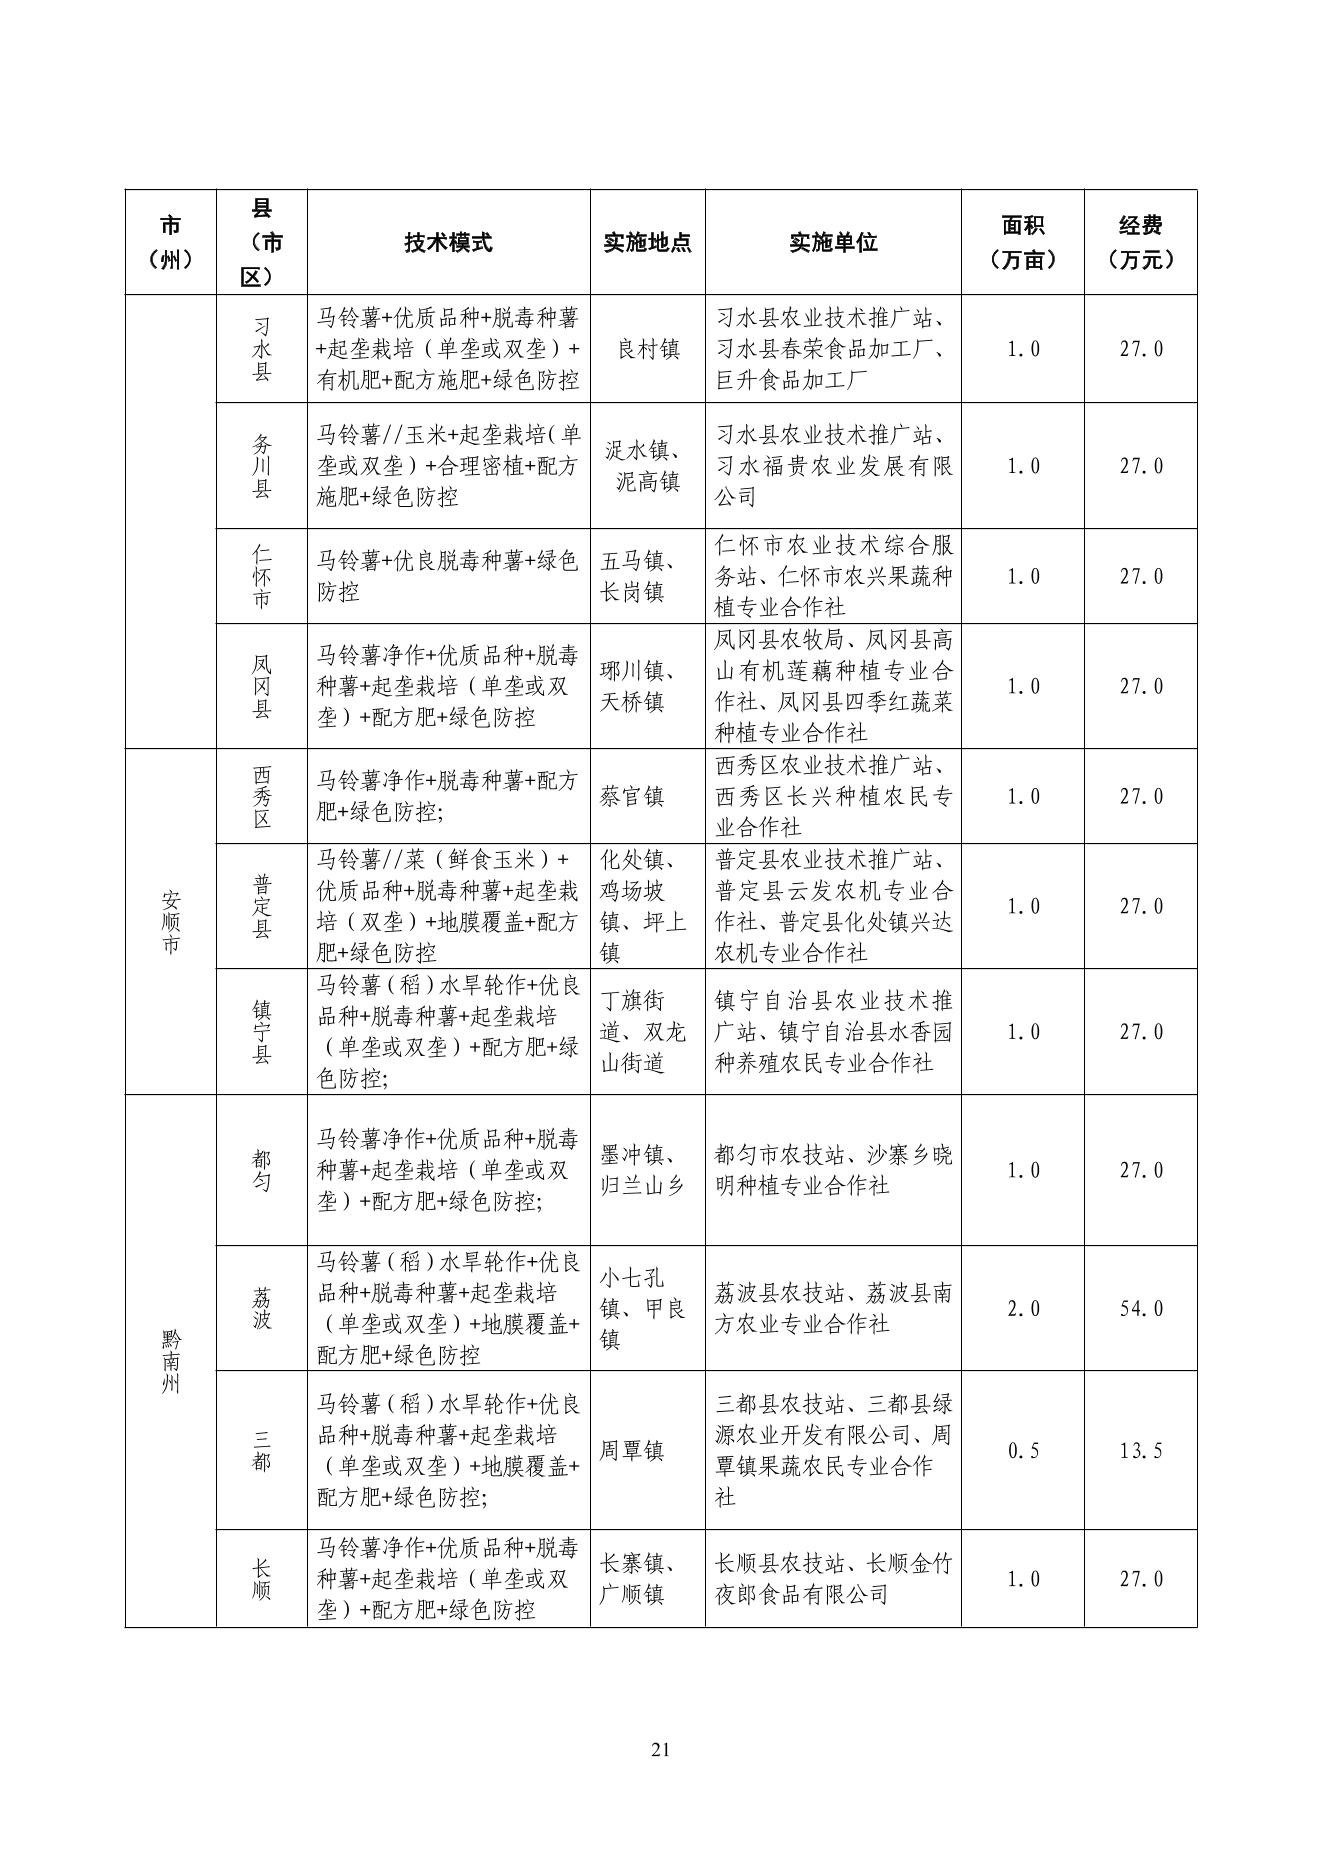 市
（州）
县
（市
区）
技术模式
实施地点
实施单位
面积
（万亩）
经费
（万元）
习水县
马铃薯+优质品种+脱毒种薯
+起垄栽培（单垄或双垄）+
有机肥+配方施肥+绿色防控
良村镇
习水县农业技术推广站、
习水县春荣食品加工厂、
巨升食品加工厂
1.0
27.0
务川县
马铃薯//玉米+起垄栽培(单
垄或双垄）+合理密植+配方
施肥+绿色防控
浞水镇、
泥高镇
习水县农业技术推广站、
习水福贵农业发展有限
公司
1.0
27.0
仁怀市
马铃薯+优良脱毒种薯+绿色
防控
五马镇、
长岗镇
仁怀市农业技术综合服
务站、仁怀市农兴果蔬种
植专业合作社
1.0
27.0
凤冈县
马铃薯净作+优质品种+脱毒
种薯+起垄栽培（单垄或双
垄）+配方肥+绿色防控
琊川镇、
天桥镇
凤冈县农牧局、凤冈县高
山有机莲藕种植专业合
作社、凤冈县四季红蔬菜
种植专业合作社
1.0
27.0
安顺市
西秀区
马铃薯净作+脱毒种薯+配方
肥+绿色防控;
蔡官镇
西秀区农业技术推广站、
西秀区长兴种植农民专
业合作社
1.0
27.0
普定县
马铃薯//菜（鲜食玉米）+
优质品种+脱毒种薯+起垄栽
培（双垄）+地膜覆盖+配方
肥+绿色防控
化处镇、
鸡场坡
镇、坪上
镇
普定县农业技术推广站、
普定县云发农机专业合
作社、普定县化处镇兴达
农机专业合作社
1.0
27.0
镇宁县
马铃薯（稻）水旱轮作+优良
品种+脱毒种薯+起垄栽培
（单垄或双垄）+配方肥+绿
色防控;
丁旗街
道、双龙
山街道
镇宁自治县农业技术推
广站、镇宁自治县水香园
种养殖农民专业合作社
1.0
27.0
黔南州
都匀
马铃薯净作+优质品种+脱毒
种薯+起垄栽培（单垄或双
垄）+配方肥+绿色防控;
墨冲镇、
归兰山乡
都匀市农技站、沙寨乡晓
明种植专业合作社
1.0
27.0
荔波
马铃薯（稻）水旱轮作+优良
品种+脱毒种薯+起垄栽培
（单垄或双垄）+地膜覆盖+
配方肥+绿色防控
小七孔
镇、甲良
镇
荔波县农技站、荔波县南
方农业专业合作社
2.0
54.0
三都
马铃薯（稻）水旱轮作+优良
品种+脱毒种薯+起垄栽培
（单垄或双垄）+地膜覆盖+
配方肥+绿色防控;
周覃镇
三都县农技站、三都县绿
源农业开发有限公司、周
覃镇果蔬农民专业合作
社
0.5
13.5
长顺
马铃薯净作+优质品种+脱毒
种薯+起垄栽培（单垄或双
垄）+配方肥+绿色防控
长寨镇、
广顺镇
长顺县农技站、长顺金竹
夜郎食品有限公司
1.0
27.0
21